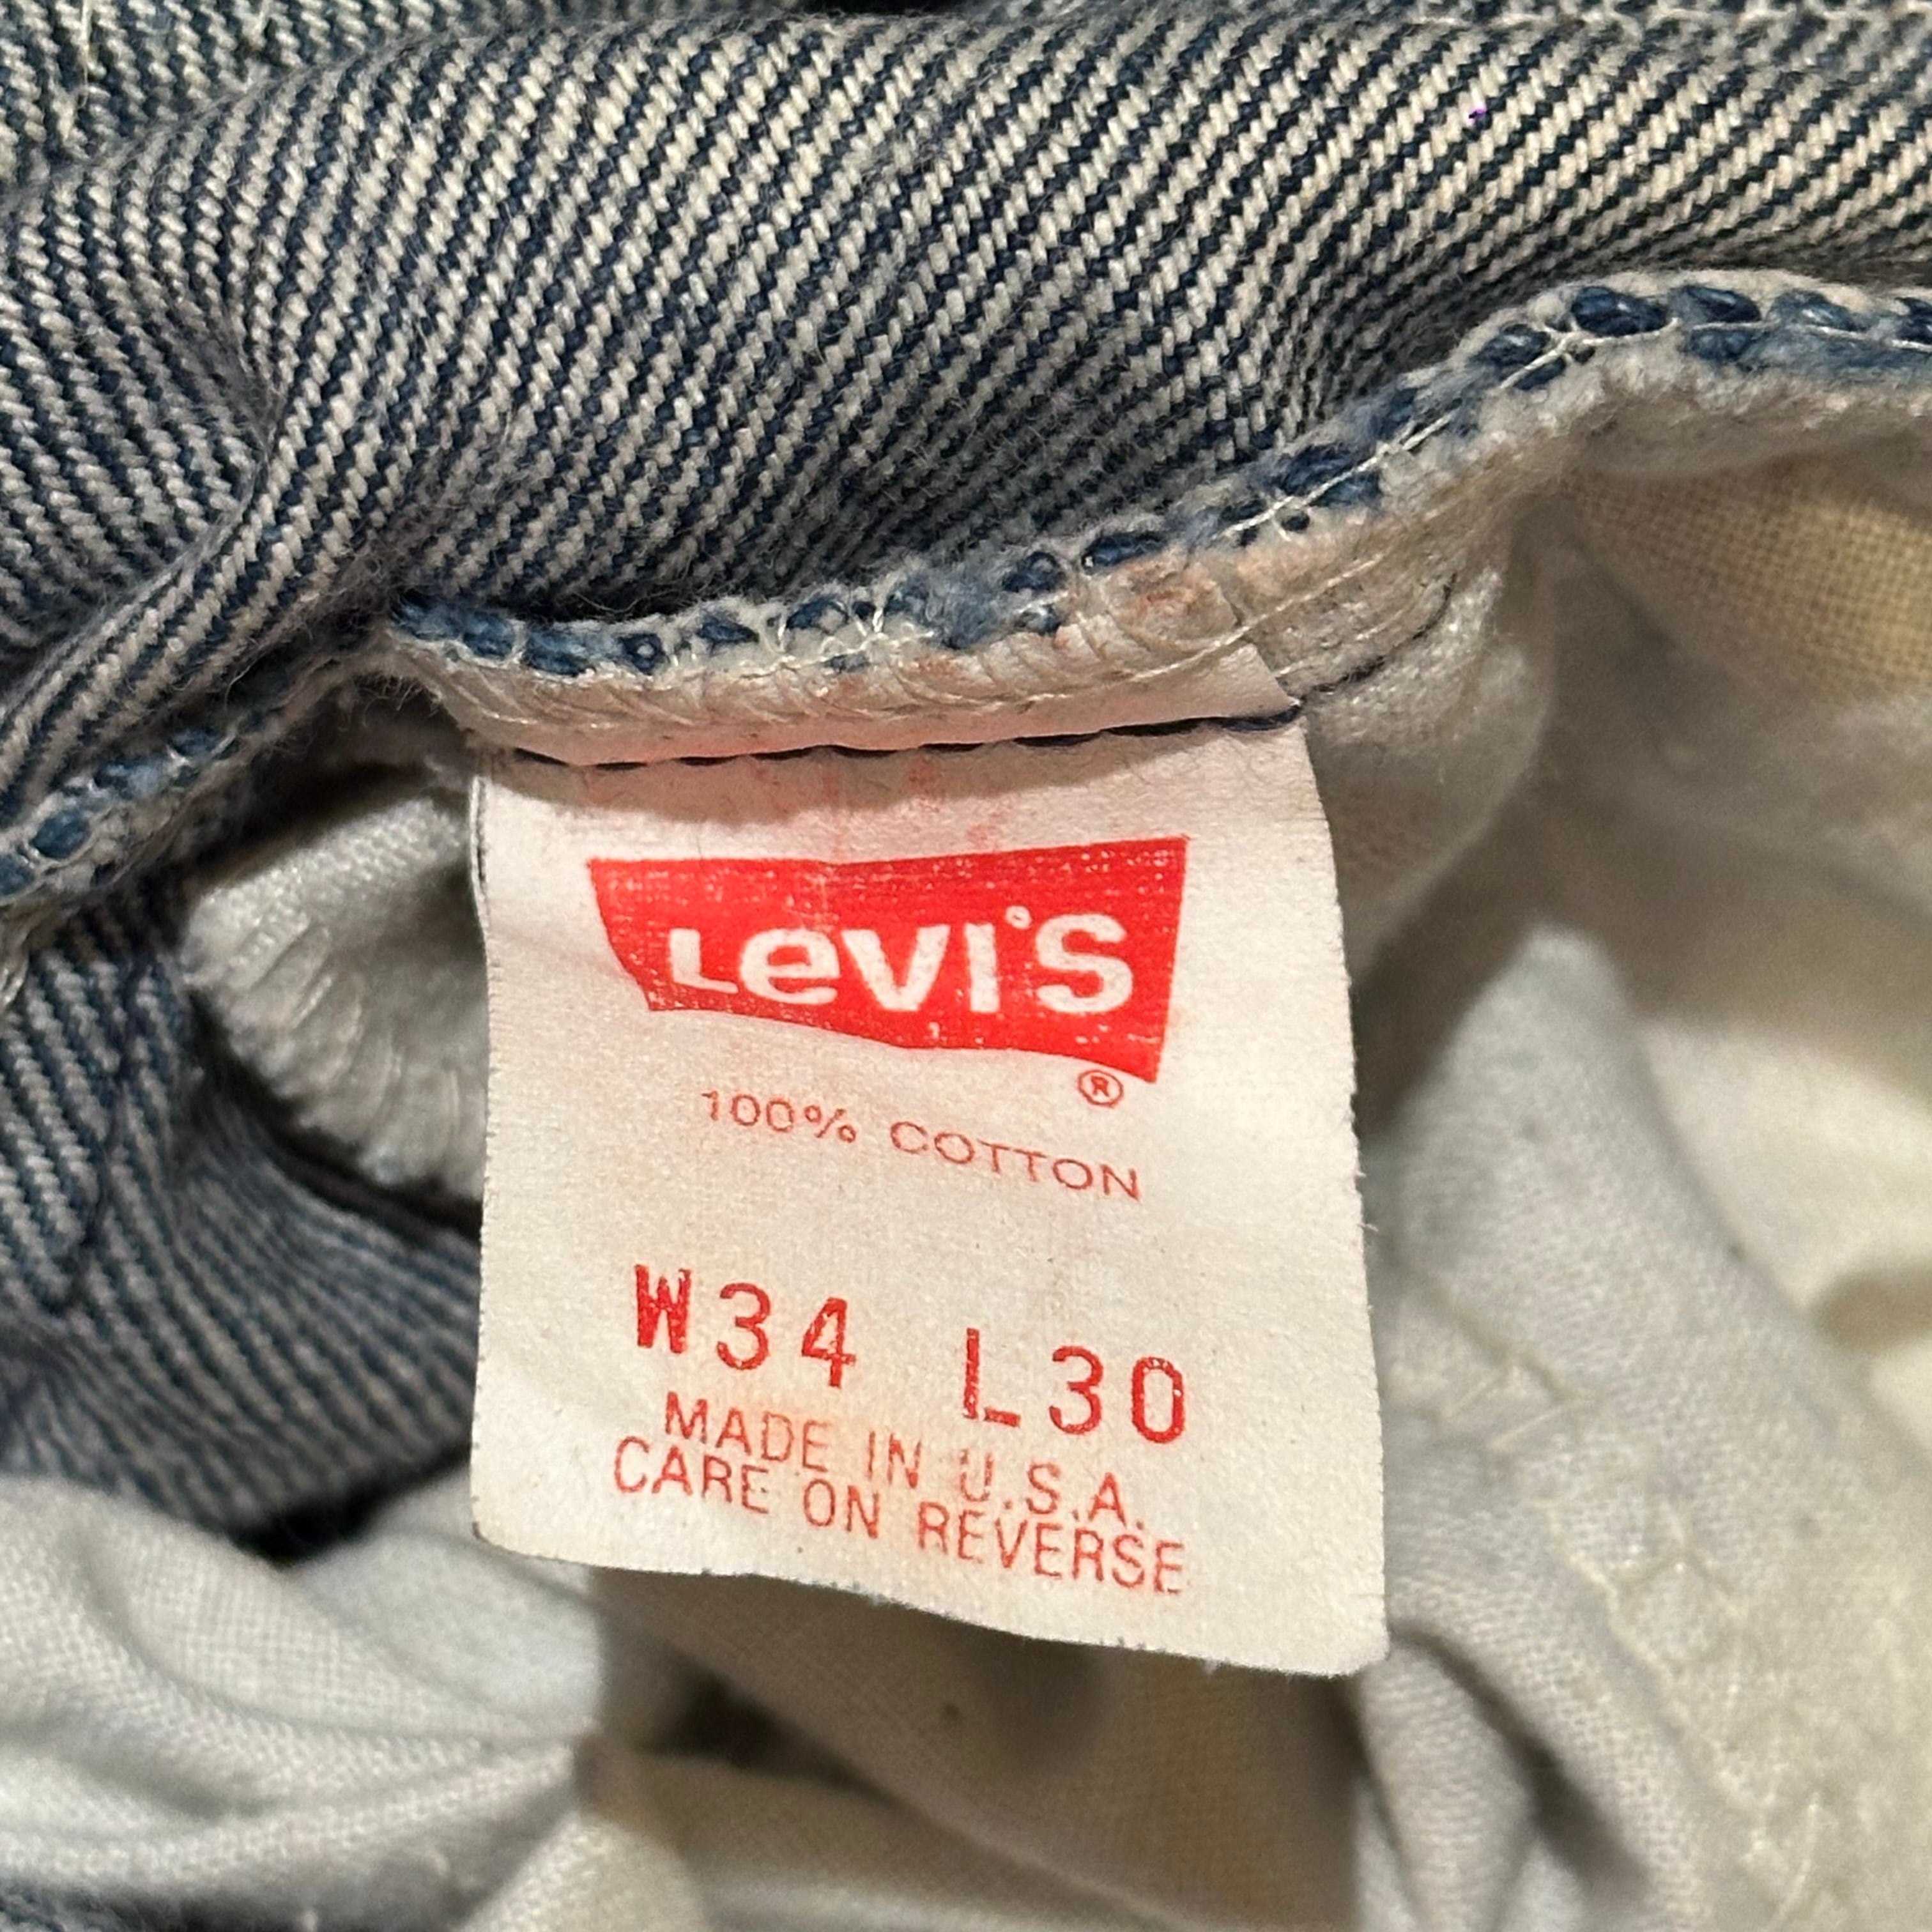 Levi's
®
100% COTTON
W34 L30
MADE IN U.S.A.
CARE ON REVERSE